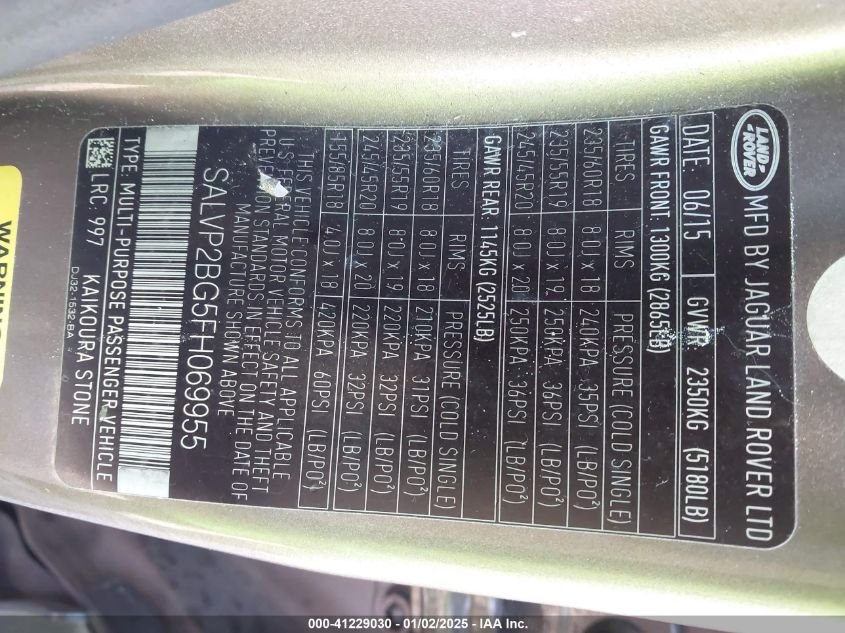 LAND ROVER
MFD BY JAGUAR LAND ROVER LTD
DATE: 06/15 GVWR: 2350KG (5180LB)
GAWR FRONT: 1300KG (2865LB)
TIRES RIMS PRESSURE (COLD SINGLE)
235/60R18 8.0J x 18 240KPA 35PSI (LB/PO²)
235/55R19 8.0J x 19 250KPA 36PSI (LB/PO²)
245/45R20 8.0J x 20 250KPA 36PSI (LB/PO²)
GAWR REAR: 1145KG (2525LB)
TIRES RIMS PRESSURE (COLD SINGLE)
235/60R18 8.0J x 18 210KPA 31PSI (LB/PO²)
235/55R19 8.0J x 19 220KPA 32PSI (LB/PO²)
245/45R20 8.0J x 20 220KPA 32PSI (LB/PO²)
155/85R18 4.0J x 18 420KPA 60PSI (LB/PO²)
THIS VEHICLE CONFORMS TO ALL APPLICABLE
U.S. FEDERAL MOTOR VEHICLE SAFETY AND THEFT
PREVENTION STANDARDS IN EFFECT ON THE DATE OF
MANUFACTURE SHOWN ABOVE
SALVP2BG5FH069955
TYPE: MULTI-PURPOSE PASSENGER VEHICLE
LRC 997 KAIKOURA STONE
DJ32-1532-BA
WARNING
000-41229030 - 01/02/2025 - IAA Inc.